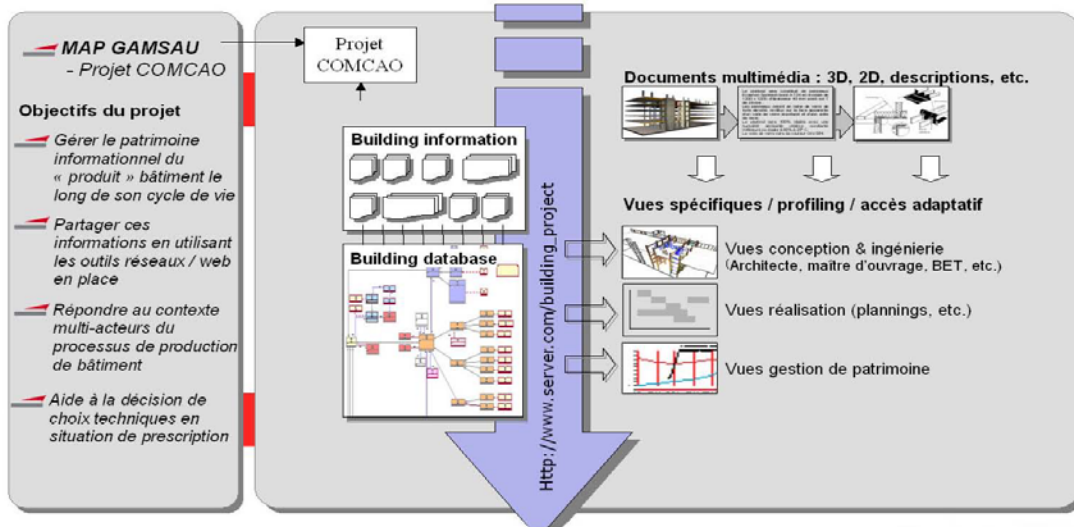 MAP GAMSAU
- Projet COMCAO
Objectifs du projet
Gérer le patrimoine
informationnel du
« produit » bâtiment le
long de son cycle de vie
Partager ces
informations en utilisant
les outils réseaux / web
en place
Répondre au contexte
multi-acteurs du
processus de production
de bâtiment
Aide à la décision de
choix techniques en
situation de prescription
Projet
COMCAO
Building information
Building database
Http://www.server.com/building_project
Documents multimédia : 3D, 2D, descriptions, etc.
Vues spécifiques / profiling / accès adaptatif
Vues conception & ingénierie
(Architecte, maître d'ouvrage, BET, etc.)
Vues réalisation (plannings, etc.)
Vues gestion de patrimoine